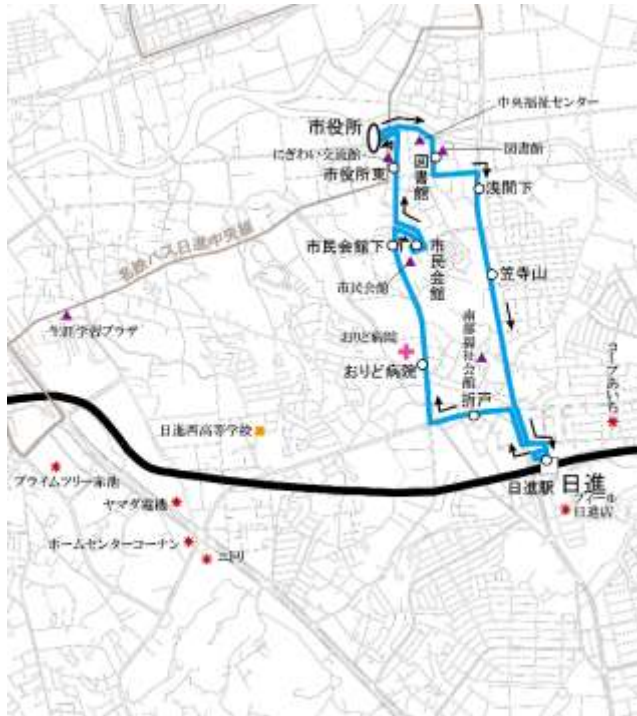 中央福祉センター
市役所
にぎわい交流館
図書館
市役所東
図書館
浅間下
名鉄バス日進中央線
市民会館下
市民会館
笠寺山
市民会館
生涯学習プラザ
おりど病院
南部福祉会館
おりど病院
コープあいち
折戸
日進西高等学校
日進駅
日進
プライムツリー赤池
フィール
日進店
ヤマダ電機
ホームセンターコーナン
ニトリ